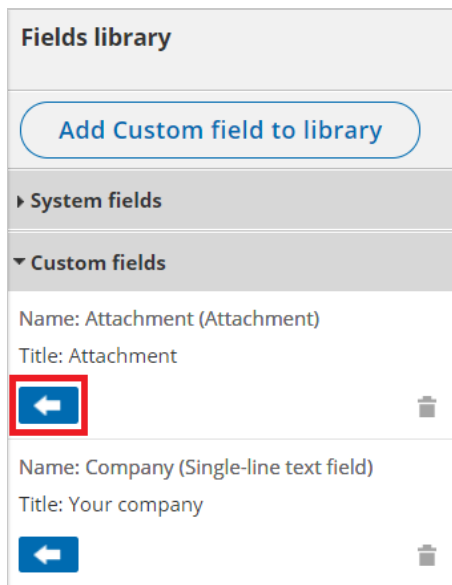 Fields library
Add Custom field to library
System fields
Custom fields
Name: Attachment (Attachment)
Title: Attachment
Name: Company (Single-line text field)
Title: Your company